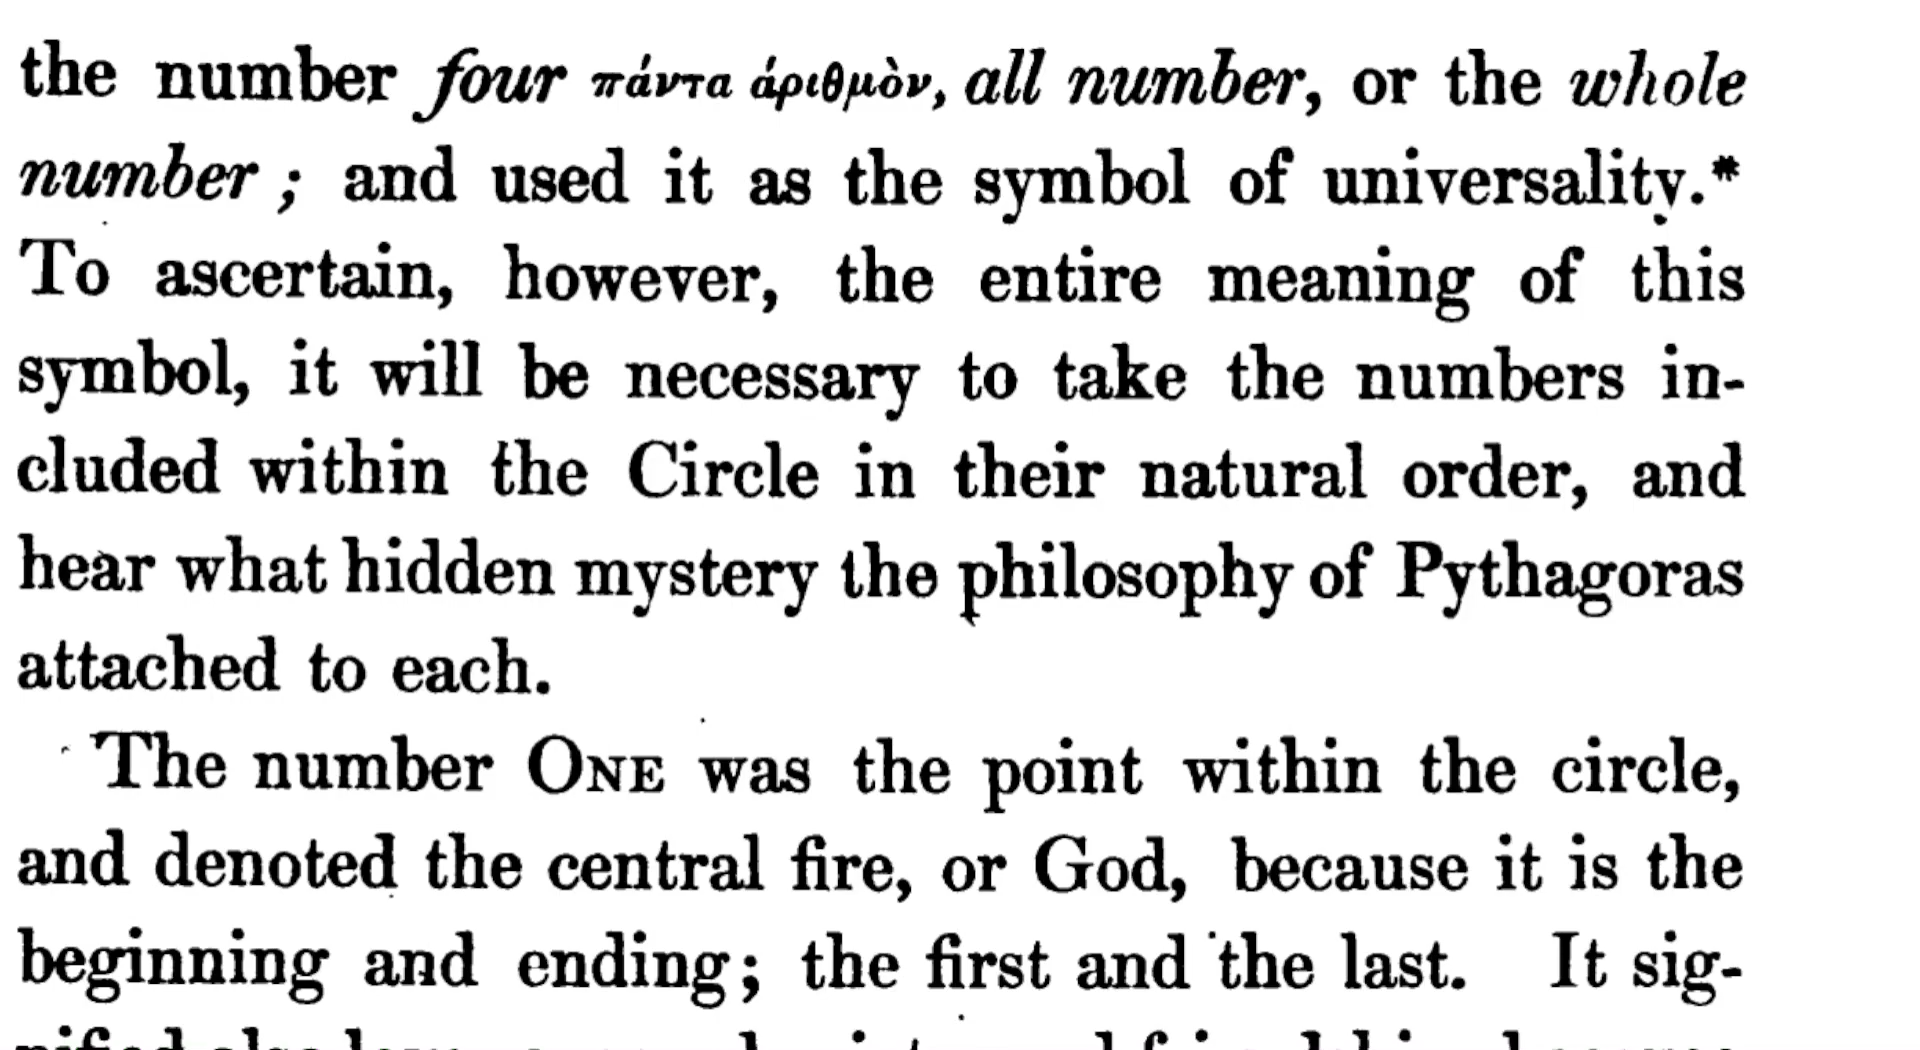 the number four πάντα άριθμὸν, all number, or the whole
number ; and used it as the symbol of universality.*
To ascertain, however, the entire meaning of this
symbol, it will be necessary to take the numbers in-
cluded within the Circle in their natural order, and
hear what hidden mystery the philosophy of Pythagoras
attached to each.
The number ONE was the point within the circle,
and denoted the central fire, or God, because it is the
beginning and ending; the first and the last. It sig-